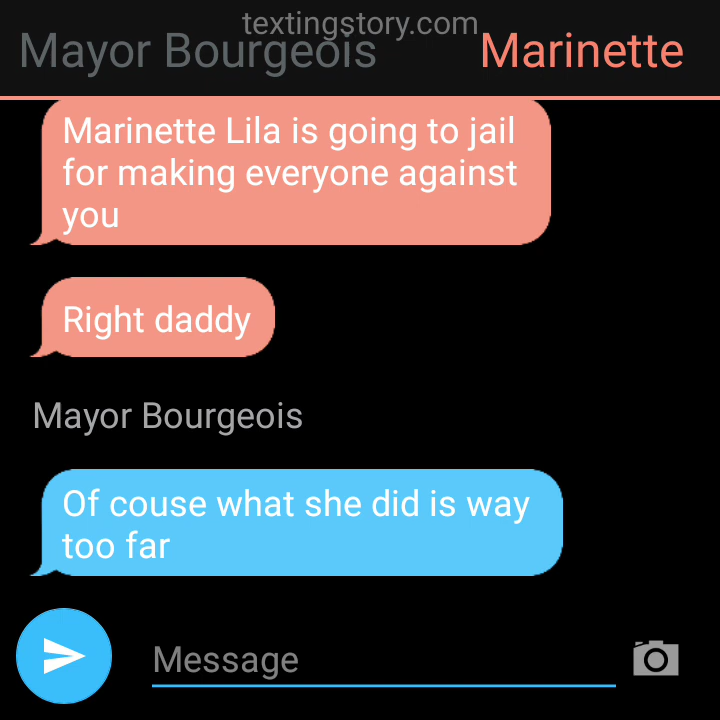 textingstory.com
Mayor Bourgeois Marinette
Marinette Lila is going to jail
for making everyone against
you
Right daddy
Mayor Bourgeois
Of couse what she did is way
too far
Message